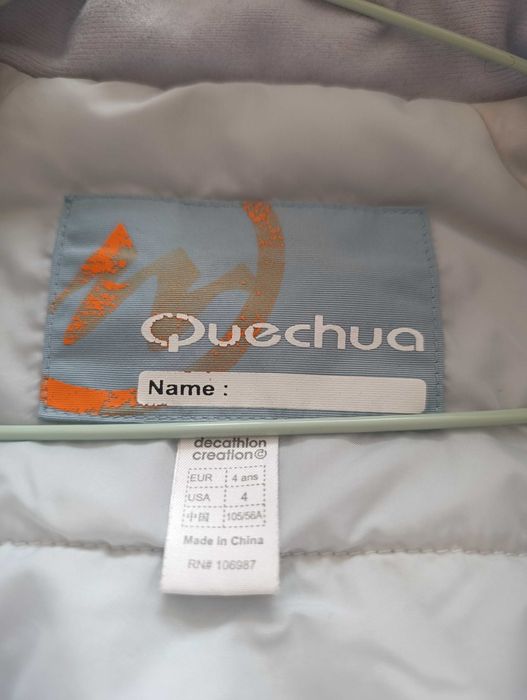 Quechua
Name :
decathlon
creation©
EUR 4 ans
USA 4
中国 105/56A
Made in China
RN# 106987